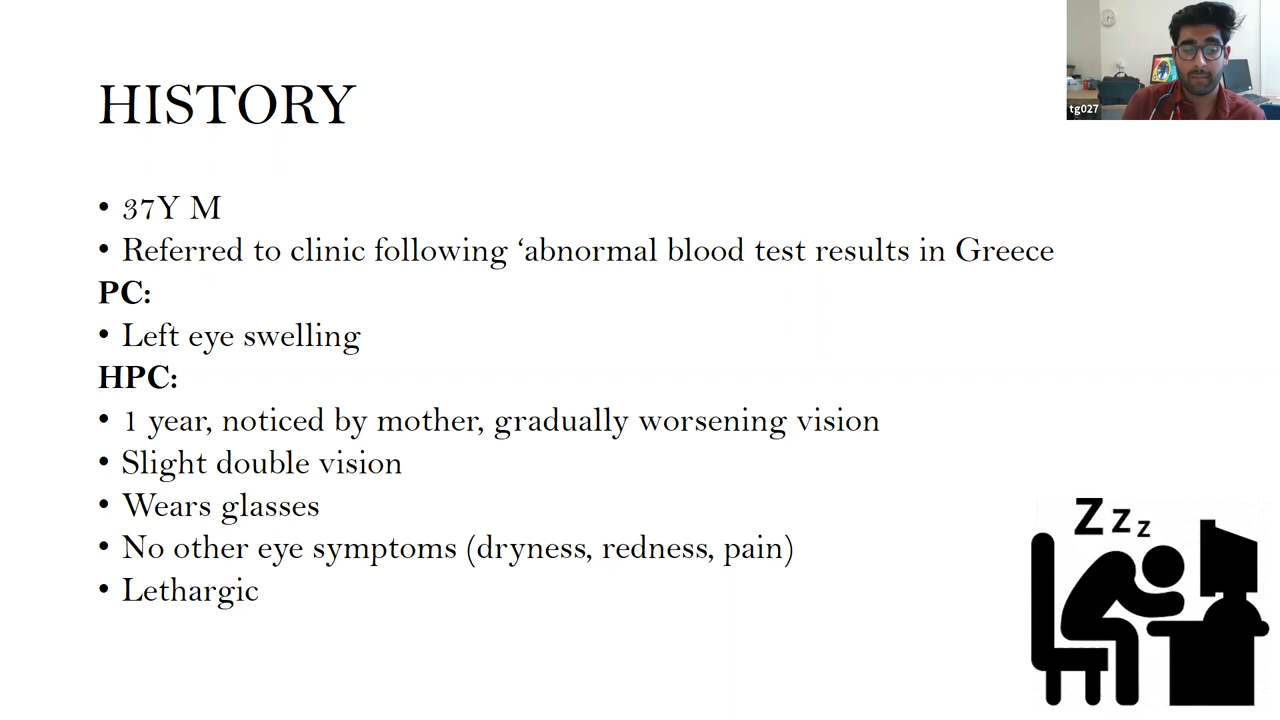 HISTORY
tg027
• 37Y M
• Referred to clinic following ‘abnormal blood test results in Greece
PC:
• Left eye swelling
HPC:
• 1 year, noticed by mother, gradually worsening vision
• Slight double vision
• Wears glasses
• No other eye symptoms (dryness, redness, pain)
• Lethargic
Z z z